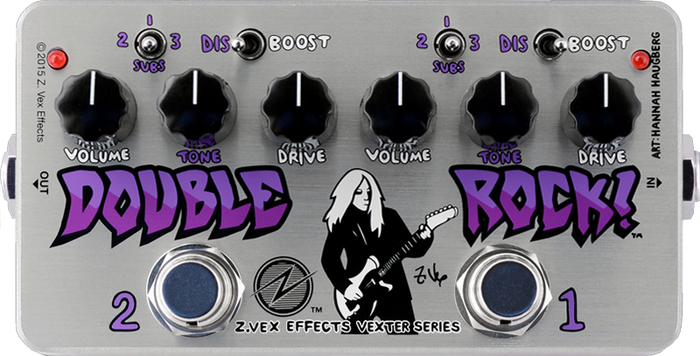 1
2 3
SUBS
DIS BOOST
1
2 3
SUBS
DIS BOOST
© 2015 Z. Vex Effects
VOLUME TONE DRIVE VOLUME TONE DRIVE
ART: HANNAH HAUGBERG
OUT
DOUBLE ROCK!™
IN
Z.Vex
2
™
1
Z.VEX EFFECTS VEXTER SERIES